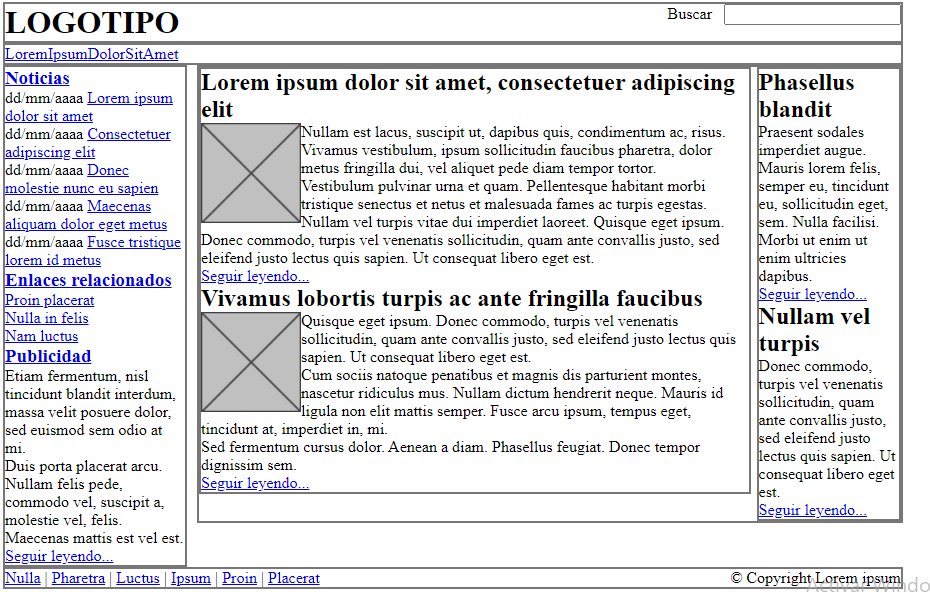 LOGOTIPO
Buscar
LoremIpsumDolorSitAmet
Noticias
dd/mm/aaaa Lorem ipsum
dolor sit amet
dd/mm/aaaa Consectetuer
adipiscing elit
dd/mm/aaaa Donec
molestie nunc eu sapien
dd/mm/aaaa Maecenas
aliquam dolor eget metus
dd/mm/aaaa Fusce tristique
lorem id metus
Enlaces relacionados
Proin placerat
Nulla in felis
Nam luctus
Publicidad
Etiam fermentum, nisl
tincidunt blandit interdum,
massa velit posuere dolor,
sed euismod sem odio at
mi.
Duis porta placerat arcu.
Nullam felis pede,
commodo vel, suscipit a,
molestie vel, felis.
Maecenas mattis est vel est.
Seguir leyendo...
Lorem ipsum dolor sit amet, consectetuer adipiscing
elit
Nullam est lacus, suscipit ut, dapibus quis, condimentum ac, risus.
Vivamus vestibulum, ipsum sollicitudin faucibus pharetra, dolor
metus fringilla dui, vel aliquet pede diam tempor tortor.
Vestibulum pulvinar urna et quam. Pellentesque habitant morbi
tristique senectus et netus et malesuada fames ac turpis egestas.
Nullam vel turpis vitae dui imperdiet laoreet. Quisque eget ipsum.
Donec commodo, turpis vel venenatis sollicitudin, quam ante convallis justo, sed
eleifend justo lectus quis sapien. Ut consequat libero eget est.
Seguir leyendo...
Vivamus lobortis turpis ac ante fringilla faucibus
Quisque eget ipsum. Donec commodo, turpis vel venenatis
sollicitudin, quam ante convallis justo, sed eleifend justo lectus quis
sapien. Ut consequat libero eget est.
Cum sociis natoque penatibus et magnis dis parturient montes,
nascetur ridiculus mus. Nullam dictum hendrerit neque. Mauris id
ligula non elit mattis semper. Fusce arcu ipsum, tempus eget,
tincidunt at, imperdiet in, mi.
Sed fermentum cursus dolor. Aenean a diam. Phasellus feugiat. Donec tempor
dignissim sem.
Seguir leyendo...
Phasellus
blandit
Praesent sodales
imperdiet augue.
Mauris lorem felis,
semper eu, tincidunt
eu, sollicitudin eget,
sem. Nulla facilisi.
Morbi ut enim ut
enim ultricies
dapibus.
Seguir leyendo...
Nullam vel
turpis
Donec commodo,
turpis vel venenatis
sollicitudin, quam
ante convallis justo,
sed eleifend justo
lectus quis sapien. Ut
consequat libero eget
est.
Seguir leyendo...
Nulla | Pharetra | Luctus | Ipsum | Proin | Placerat
© Copyright Lorem ipsum
Activar Windo